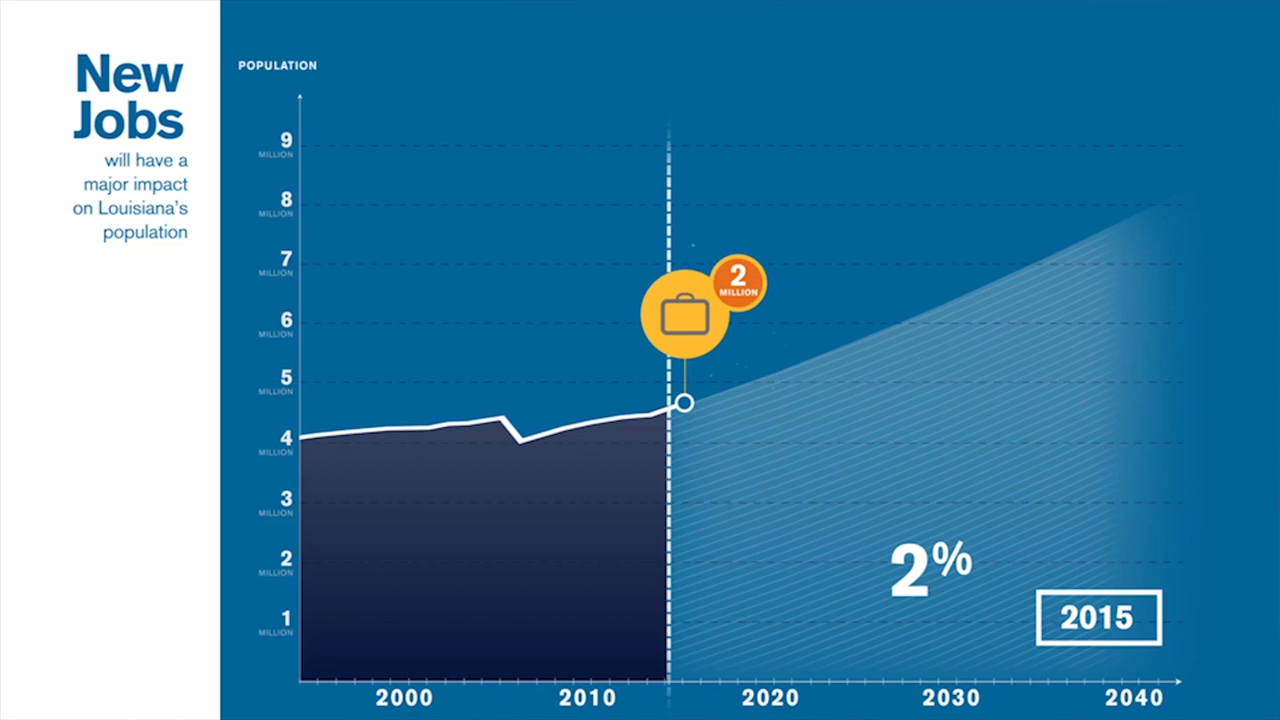 New
Jobs
will have a
major impact
on Louisiana's
population
POPULATION
9
MILLION
8
MILLION
7
MILLION
6
MILLION
5
MILLION
4
MILLION
3
MILLION
2
MILLION
1
MILLION
2
MILLION
2%
2015
2000 2010 2020 2030 2040